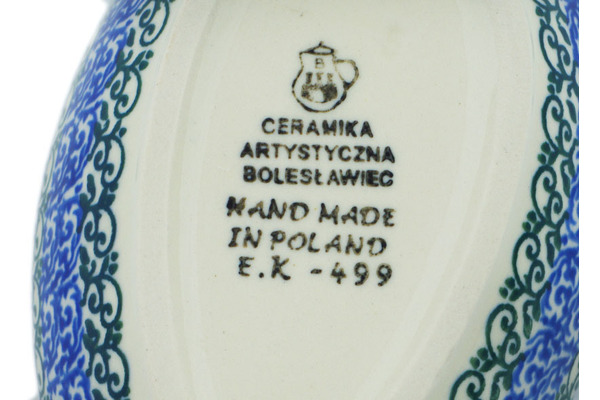 B
CERAMIKA
ARTYSTYCZNA
BOLESŁAWIEC
HAND MADE
IN POLAND
E.K - 499